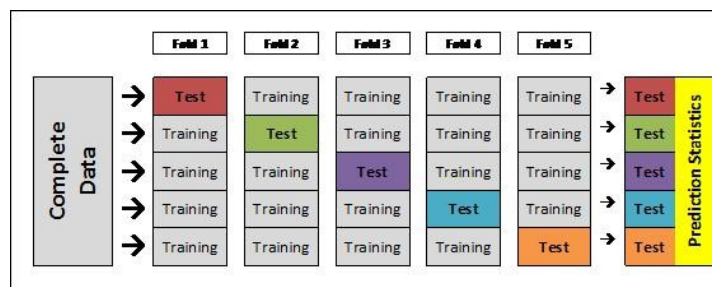 Fold 1 Fold 2 Fold 3 Fold 4 Fold 5
Complete Data
Test Training Training Training Training Test
Training Test Training Training Training Test
Training Training Test Training Training Test
Training Training Training Test Training Test
Training Training Training Training Test Test
Prediction Statistics